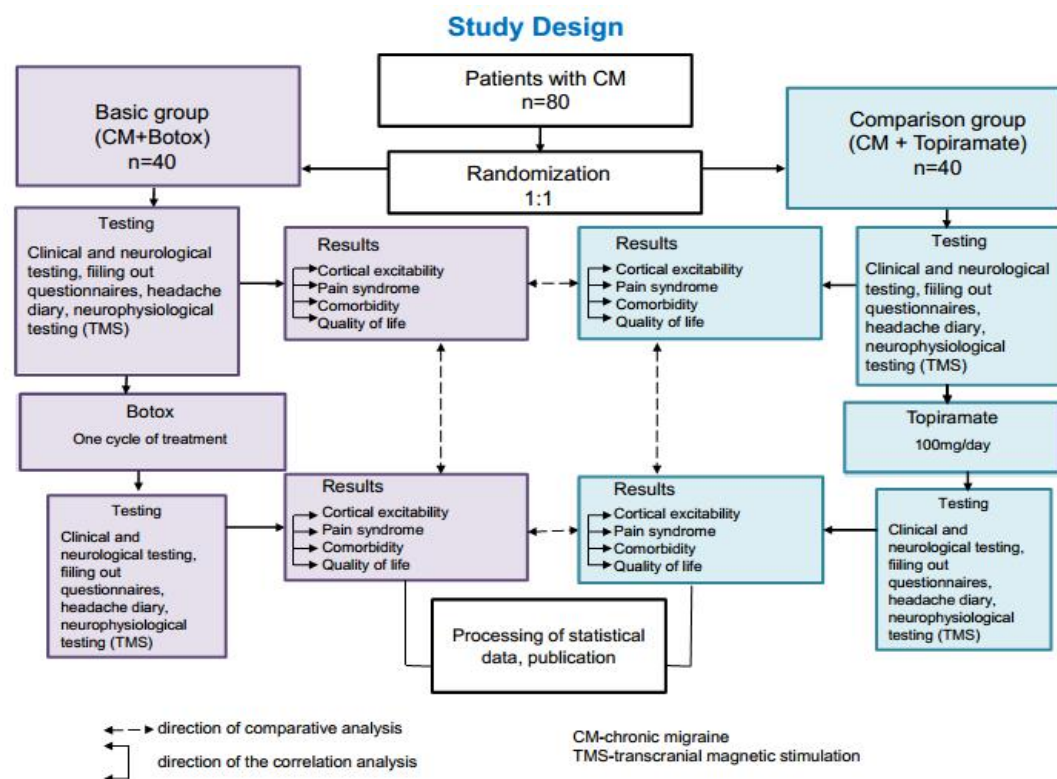 Study Design
Patients with CM
n=80
Basic group
(CM+Botox)
n=40
Comparison group
(CM + Topiramate)
n=40
Randomization
1:1
Testing
Clinical and neurological
testing, fiiling out
questionnaires, headache
diary, neurophysiological
testing (TMS)
Results
Cortical excitability
Pain syndrome
Comorbidity
Quality of life
Results
Cortical excitability
Pain syndrome
Comorbidity
Quality of life
Testing
Clinical and neurological
testing, fiiling out
questionnaires,
headache diary,
neurophysiological
testing (TMS)
Botox
One cycle of treatment
Topiramate
100mg/day
Testing
Clinical and
neurological testing,
fiiling out
questionnaires,
headache diary,
neurophysiological
testing (TMS)
Results
Cortical excitability
Pain syndrome
Comorbidity
Quality of life
Results
Cortical excitability
Pain syndrome
Comorbidity
Quality of life
Testing
Clinical and
neurological testing,
fiiling out
questionnaires,
headache diary,
neurophysiological
testing (TMS)
Processing of statistical
data, publication
direction of comparative analysis
direction of the correlation analysis
CM-chronic migraine
TMS-transcranial magnetic stimulation